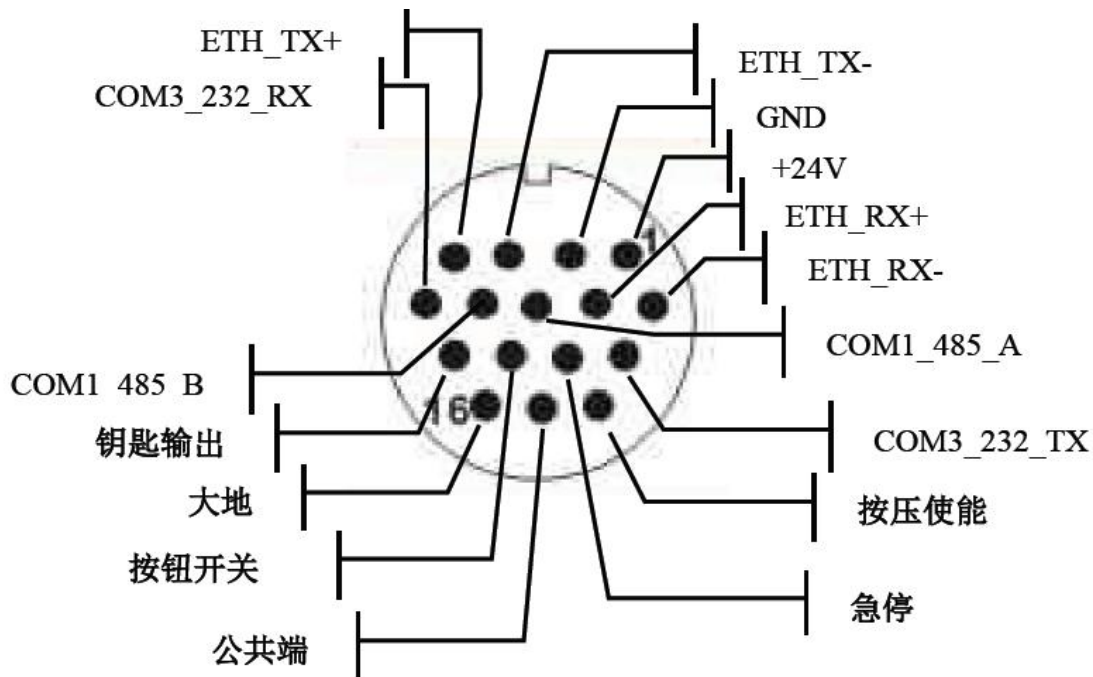 ETH_TX+
COM3_232_RX
ETH_TX-
GND
+24V
ETH_RX+
ETH_RX-
COM1_485_A
1
16
COM1_485_B
钥匙输出
大地
按钮开关
公共端
COM3_232_TX
按压使能
急停